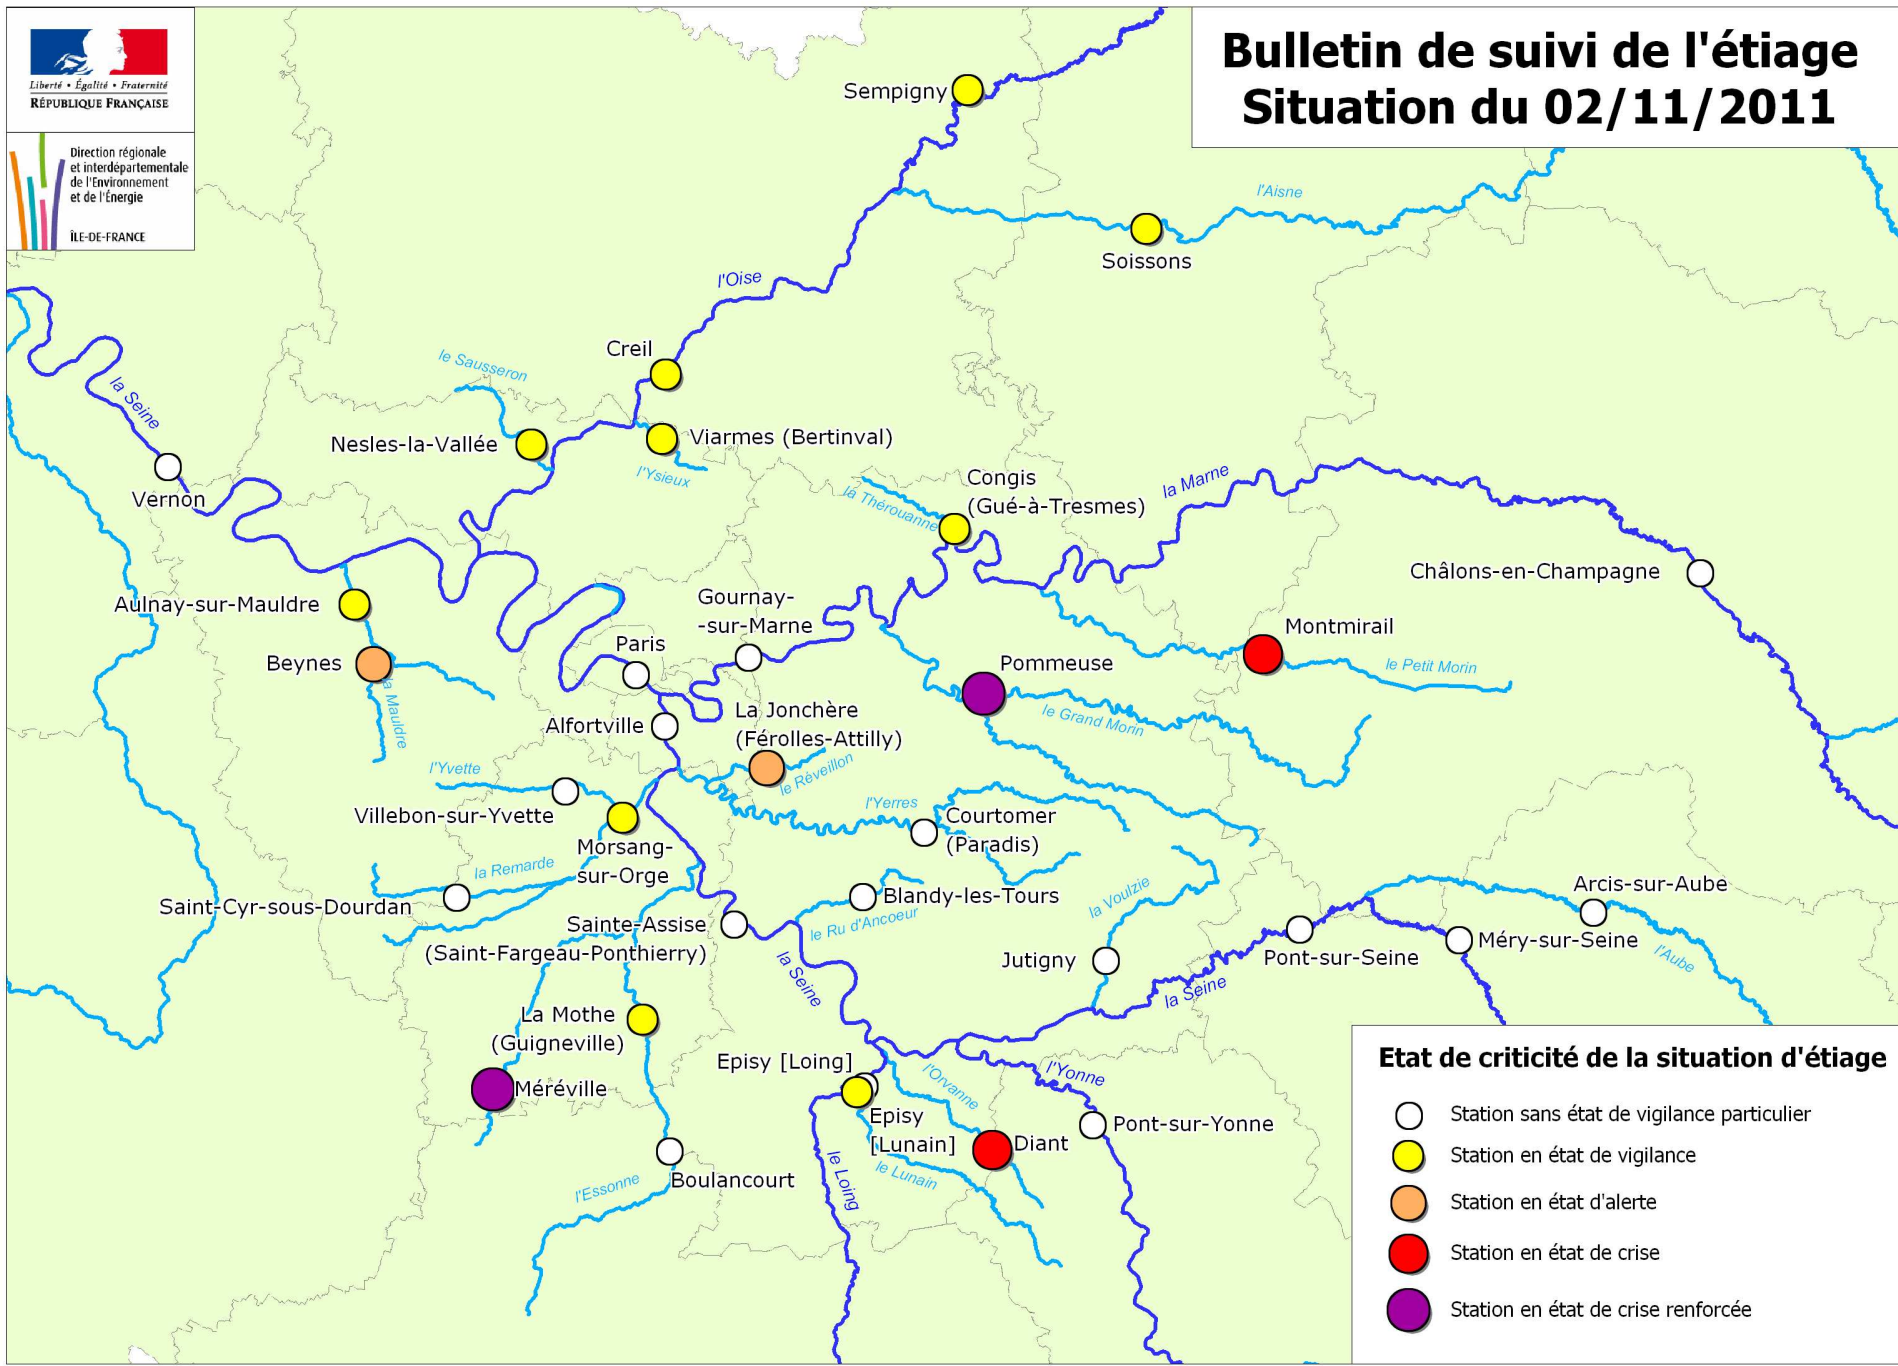 Liberté • Égalité • Fraternité
RÉPUBLIQUE FRANÇAISE
Direction régionale
et interdépartementale
de l'Environnement
et de l'Énergie
ÎLE-DE-FRANCE
Bulletin de suivi de l'étiage
Situation du 02/11/2011
Sempigny
l'Aisne
Soissons
l'Oise
Creil
le Sausseron
la Seine
Nesles-la-Vallée
Viarmes (Bertinval)
l'Ysieux
Vernon
Congis
(Gué-à-Tresmes)
la Thérouanne
la Marne
Châlons-en-Champagne
Aulnay-sur-Mauldre
Gournay-
-sur-Marne
Paris
Beynes
la Mauldre
Montmirail
le Petit Morin
Pommeuse
le Grand Morin
Alfortville
La Jonchère
(Férolles-Attilly)
le Réveillon
l'Yvette
Villebon-sur-Yvette
l'Yerres
Courtomer
(Paradis)
Morsang-
sur-Orge
la Remarde
Saint-Cyr-sous-Dourdan
Blandy-les-Tours
le Ru d'Ancoeur
la Voulzie
Arcis-sur-Aube
l'Aube
Sainte-Assise
(Saint-Fargeau-Ponthierry)
la Seine
Jutigny
Pont-sur-Seine
Méry-sur-Seine
la Seine
La Mothe
(Guigneville)
Méréville
Epissy [Loing]
Episy
[Lunain]
l'Orvanne
l'Yonne
Diant
Pont-sur-Yonne
le Lunain
le Loing
Boulancourt
l'Essonne
Etat de criticité de la situation d'étiage
Station sans état de vigilance particulier
Station en état de vigilance
Station en état d'alerte
Station en état de crise
Station en état de crise renforcée